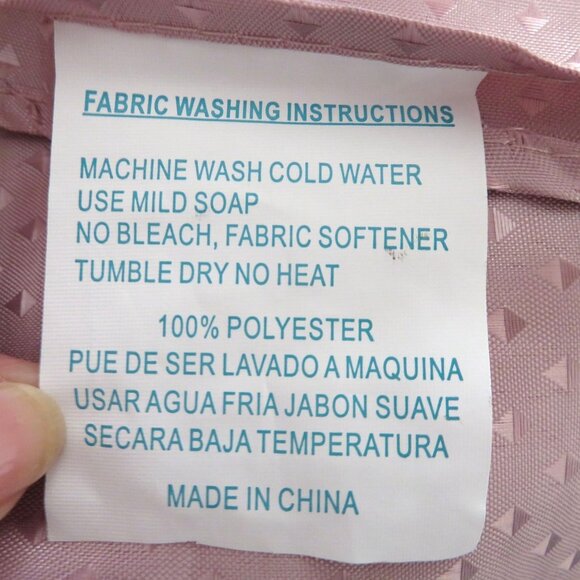 FABRIC WASHING INSTRUCTIONS
MACHINE WASH COLD WATER
USE MILD SOAP
NO BLEACH, FABRIC SOFTENER
TUMBLE DRY NO HEAT
100% POLYESTER
PUE DE SER LAVADO A MAQUINA
USAR AGUA FRIA JABON SUAVE
SECARA BAJA TEMPERATURA
MADE IN CHINA